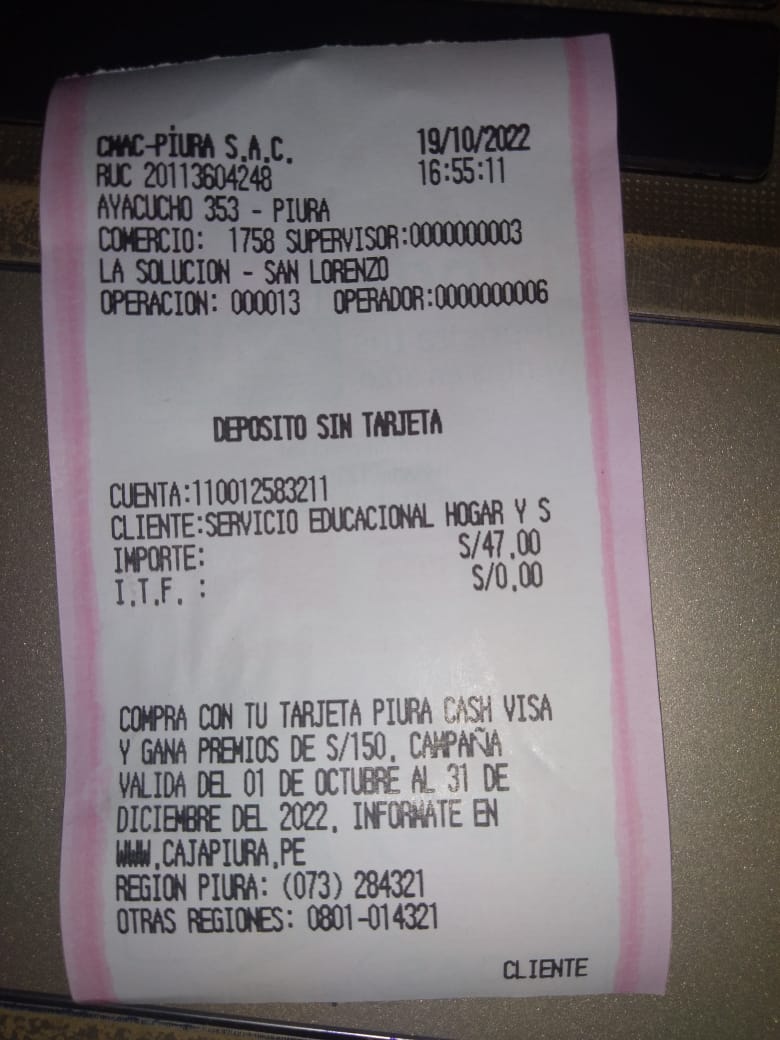 CMAC-PIURA S.A.C. 19/10/2022
RUC 20113604248 16:55:11
AYACUCHO 353 - PIURA
COMERCIO: 1758 SUPERVISOR:0000000003
LA SOLUCION - SAN LORENZO
OPERACION: 000013 OPERADOR:0000000006
DEPOSITO SIN TARJETA
CUENTA:110012583211
CLIENTE:SERVICIO EDUCACIONAL HOGAR Y S
IMPORTE: S/47.00
I.T.F. : S/0.00
COMPRA CON TU TARJETA PIURA CASH VISA
Y GANA PREMIOS DE S/150. CAMPAÑA
VALIDA DEL 01 DE OCTUBRE AL 31 DE
DICIEMBRE DEL 2022. INFORMATE EN
WWW.CAJAPIURA.PE
REGION PIURA: (073) 284321
OTRAS REGIONES: 0801-014321
CLIENTE